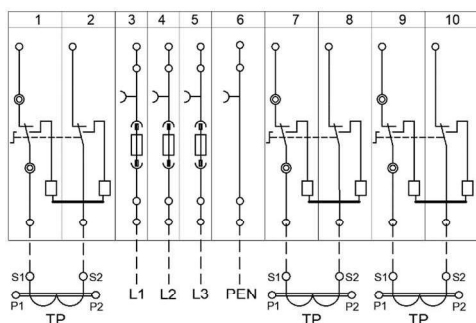 1 2 3 4 5 6 7 8 9 10
S1 S2 S1 S2 S1 S2
P1 P2 L1 L2 L3 PEN P1 P2 P1 P2
TP TP TP